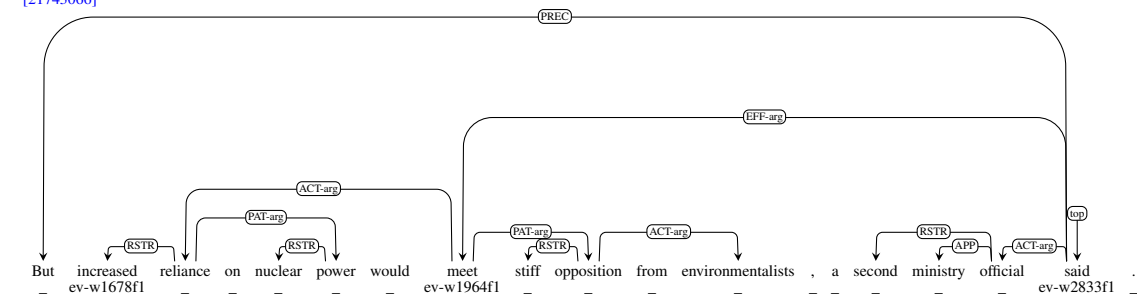 [21745066]
PREC
EFF-arg
ACT-arg
top
PAT-arg
PAT-arg ACT-arg RSTR
RSTR RSTR RSTR APP ACT-arg
But increased reliance on nuclear power would meet stiff opposition from environmentalists , a second ministry official said .
_ ev-w1678f1 _ _ _ _ _ ev-w1964f1 _ _ _ _ _ _ _ _ _ ev-w2833f1 _